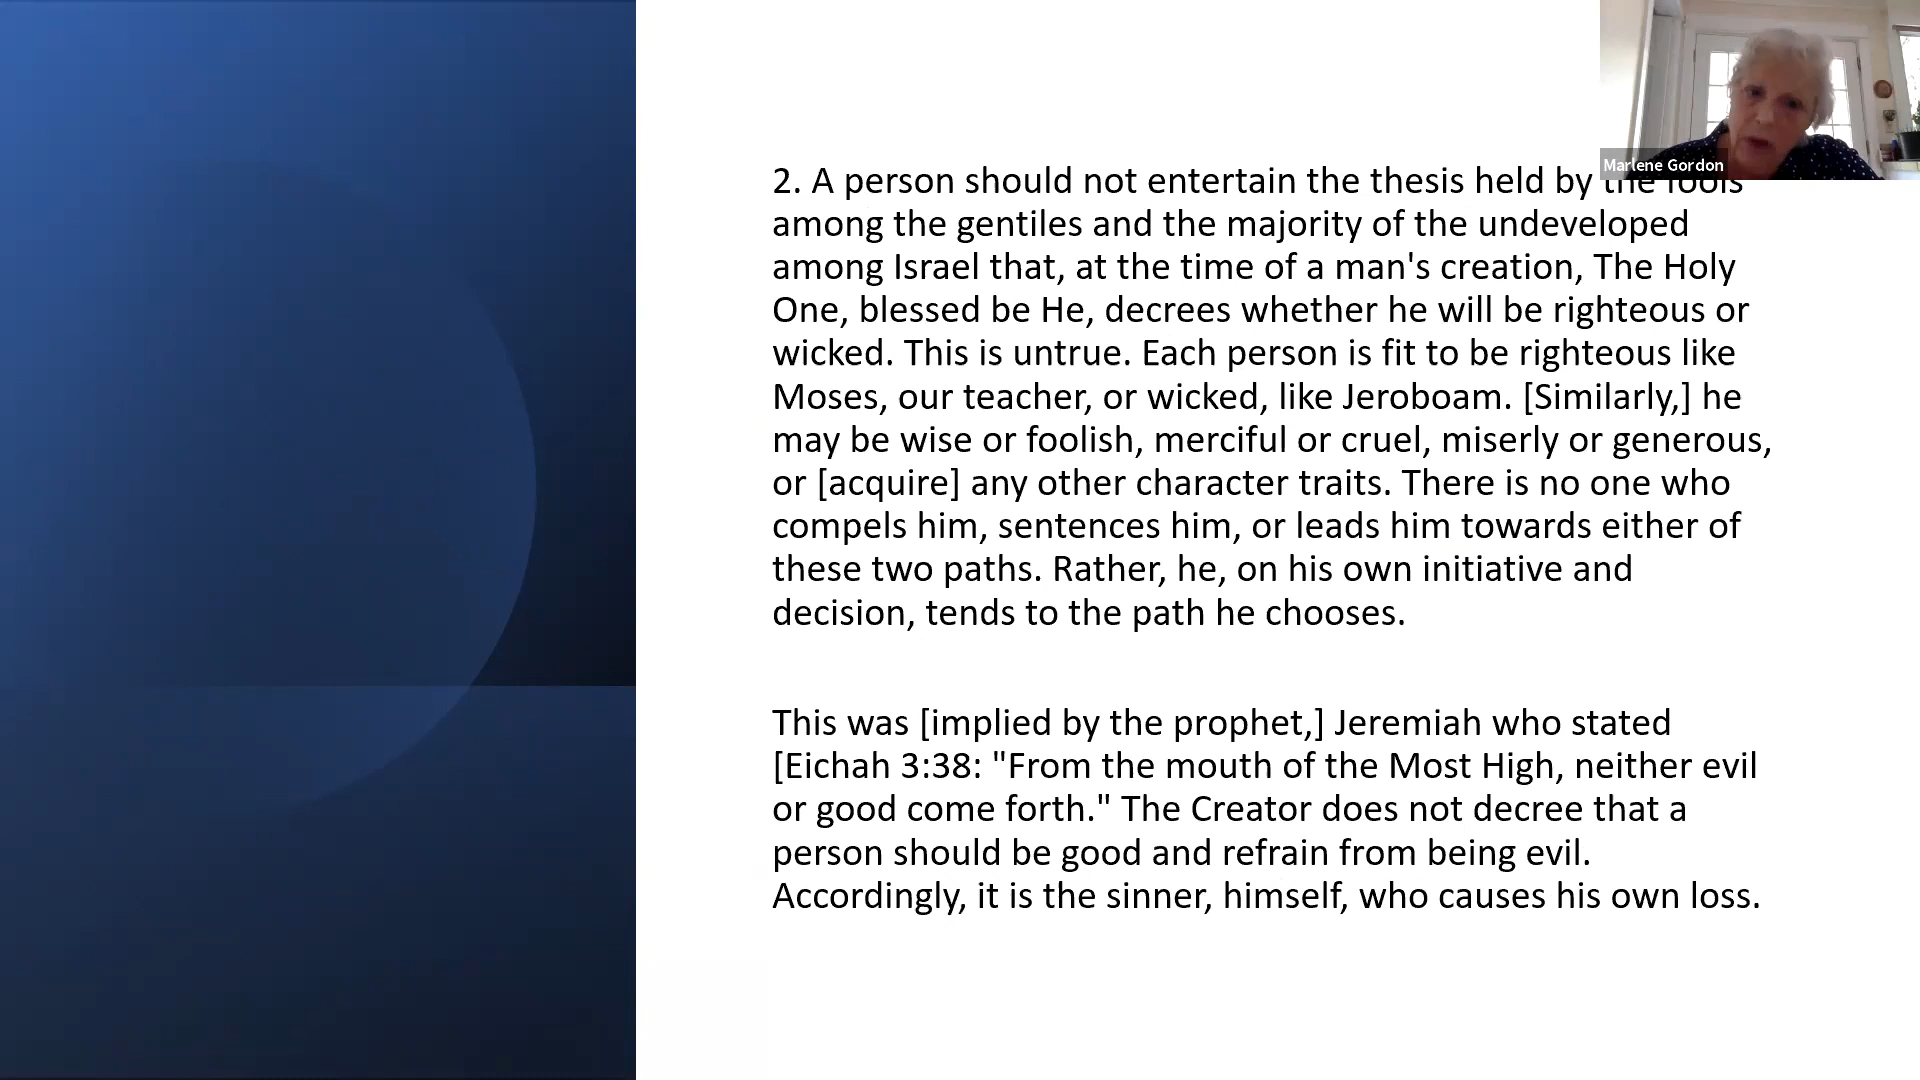 Marlene Gordon
2. A person should not entertain the thesis held by the fools
among the gentiles and the majority of the undeveloped
among Israel that, at the time of a man's creation, The Holy
One, blessed be He, decrees whether he will be righteous or
wicked. This is untrue. Each person is fit to be righteous like
Moses, our teacher, or wicked, like Jeroboam. [Similarly,] he
may be wise or foolish, merciful or cruel, miserly or generous,
or [acquire] any other character traits. There is no one who
compels him, sentences him, or leads him towards either of
these two paths. Rather, he, on his own initiative and
decision, tends to the path he chooses.
This was [implied by the prophet,] Jeremiah who stated
[Eichah 3:38: "From the mouth of the Most High, neither evil
or good come forth." The Creator does not decree that a
person should be good and refrain from being evil.
Accordingly, it is the sinner, himself, who causes his own loss.